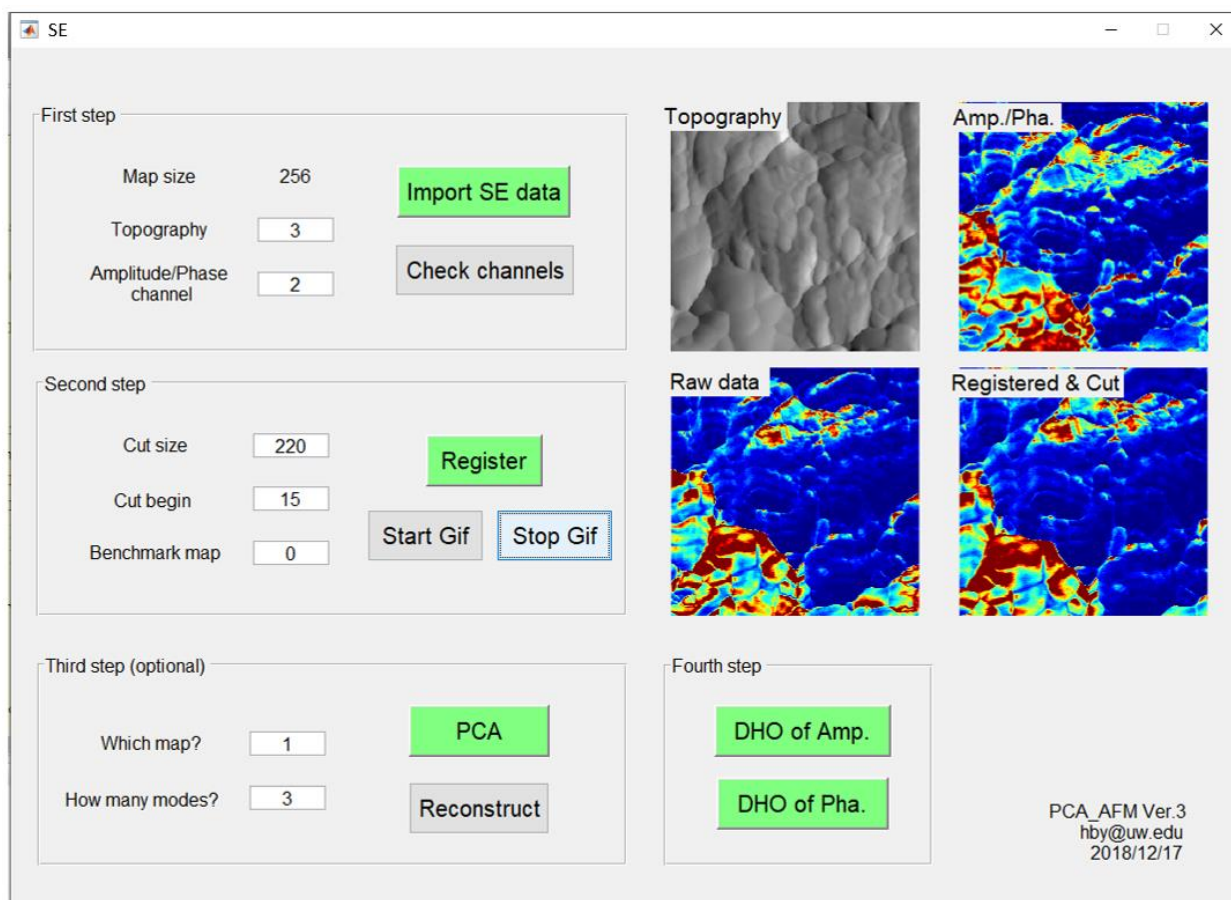 SE
First step
Map size 256
Import SE data
Topography 3
Amplitude/Phase
channel 2
Check channels
Topography
Amp./Pha.
Second step
Cut size 220
Register
Cut begin 15
Benchmark map 0
Start Gif
Stop Gif
Raw data
Registered & Cut
Third step (optional)
Which map? 1
PCA
How many modes? 3
Reconstruct
Fourth step
DHO of Amp.
DHO of Pha.
PCA_AFM Ver.3
hby@uw.edu
2018/12/17